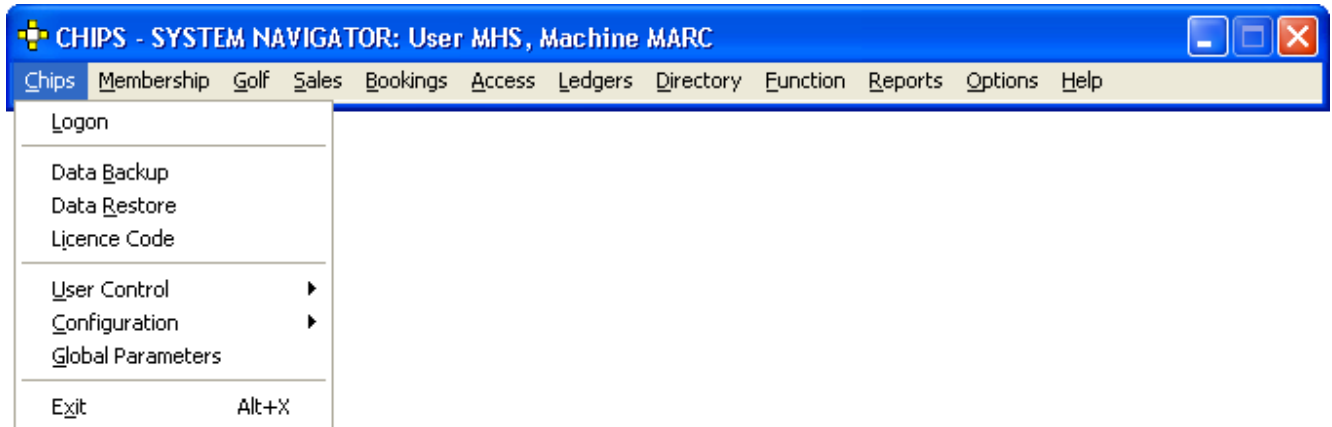 CHIPS - SYSTEM NAVIGATOR: User MHS, Machine MARC
Chips Membership Golf Sales Bookings Access Ledgers Directory Function Reports Options Help
Logon
Data Backup
Data Restore
Licence Code
User Control
Configuration
Global Parameters
Exit Alt+X